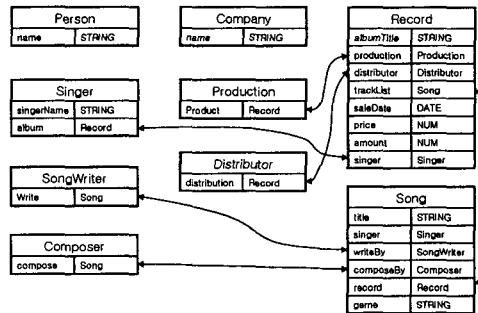 Person
name STRING
Company
name STRING
Record
albumTitle STRING
production Production
distributor Distributor
trackList Song
saleDate DATE
price NUM
amount NUM
singer Singer
Singer
singerName STRING
album Record
Production
Product Record
SongWriter
Write Song
Distributor
distribution Record
Composer
compose Song
Song
title STRING
singer Singer
writeBy SongWriter
composeBy Composer
record Record
game STRING